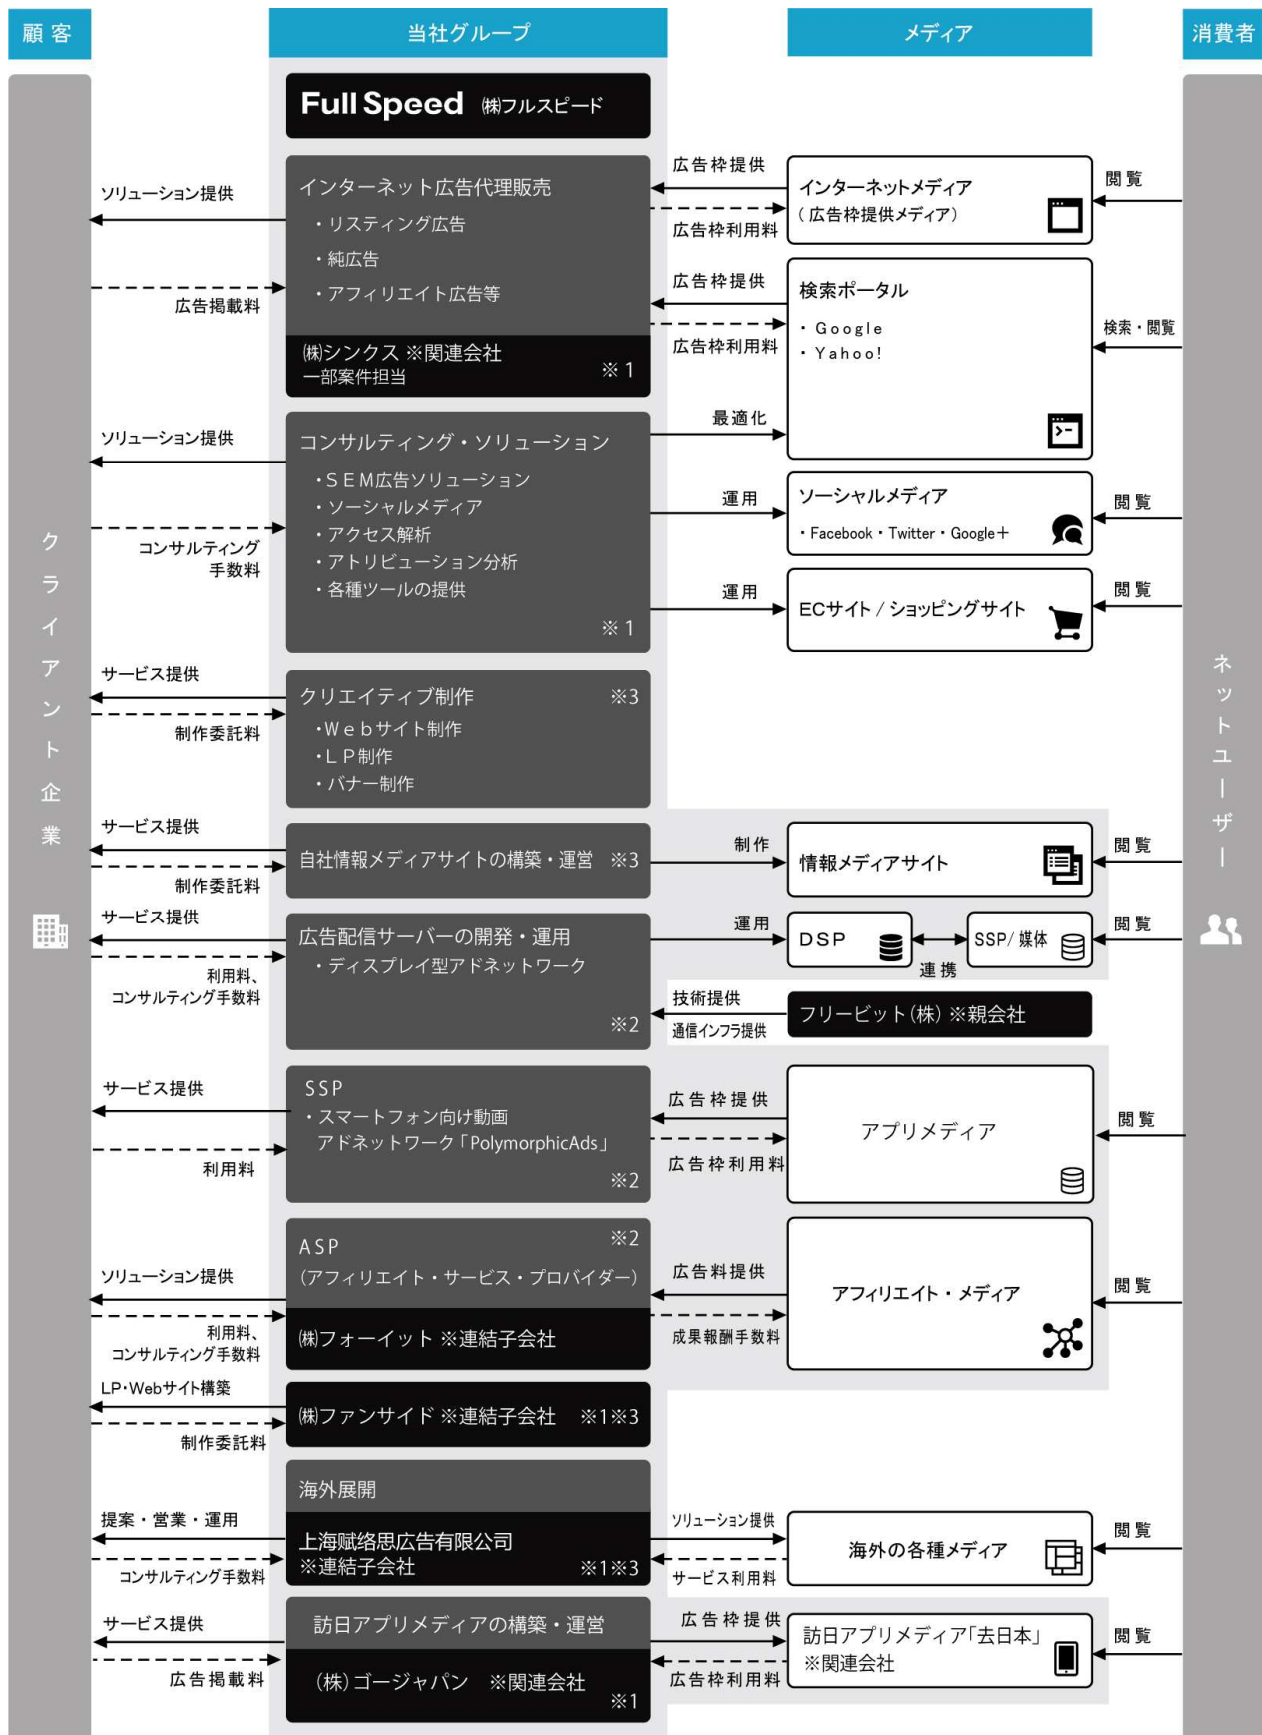 顧客
当社グループ
メディア
消費者
クライアント企業
ネットユーザー
Full Speed ㈱フルスピード
ソリューション提供
広告掲載料
インターネット広告代理販売
・リスティング広告
・純広告
・アフィリエイト広告等
㈱シンクス ※関連会社
一部案件担当
※1
広告枠提供
広告枠利用料
インターネットメディア
(広告枠提供メディア)
閲覧
広告枠提供
広告枠利用料
検索ポータル
・Google
・Yahoo!
検索・閲覧
ソリューション提供
コンサルティング
手数料
コンサルティング・ソリューション
・SEM広告ソリューション
・ソーシャルメディア
・アクセス解析
・アトリビューション分析
・各種ツールの提供
※1
最適化
運用
ソーシャルメディア
・Facebook・Twitter・Google+
閲覧
運用
ECサイト / ショッピングサイト
閲覧
サービス提供
制作委託料
クリエイティブ制作 ※3
・Webサイト制作
・LP制作
・バナー制作
サービス提供
制作委託料
自社情報メディアサイトの構築・運営 ※3
制作
情報メディアサイト
閲覧
サービス提供
利用料、
コンサルティング手数料
広告配信サーバーの開発・運用
・ディスプレイ型アドネットワーク
※2
運用
DSP
連携
SSP/媒体
閲覧
技術提供
通信インフラ提供
フリービット(株) ※親会社
サービス提供
利用料
SSP
・スマートフォン向け動画
アドネットワーク「PolymorphicAds」
※2
広告枠提供
広告枠利用料
アプリメディア
閲覧
ソリューション提供
利用料、
コンサルティング手数料
※2
ASP
(アフィリエイト・サービス・プロバイダー)
㈱フォーイット ※連結子会社
広告料提供
成果報酬手数料
アフィリエイト・メディア
閲覧
LP・Webサイト構築
制作委託料
㈱ファンサイド ※連結子会社 ※1※3
海外展開
提案・営業・運用
コンサルティング手数料
上海赋络思广告有限公司
※連結子会社 ※1※3
ソリューション提供
サービス利用料
海外の各種メディア
閲覧
サービス提供
広告掲載料
訪日アプリメディアの構築・運営
(株)ゴージャパン ※関連会社
※1
広告枠提供
広告枠利用料
訪日アプリメディア「去日本」
※関連会社
閲覧